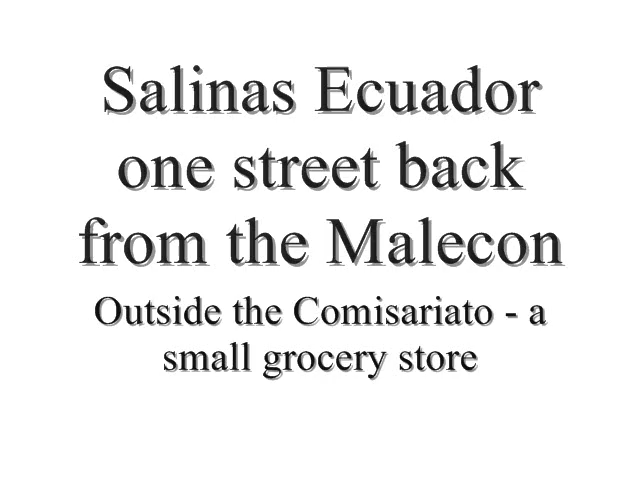 Salinas Ecuador
one street back
from the Malecon
Outside the Comisariato - a
small grocery store